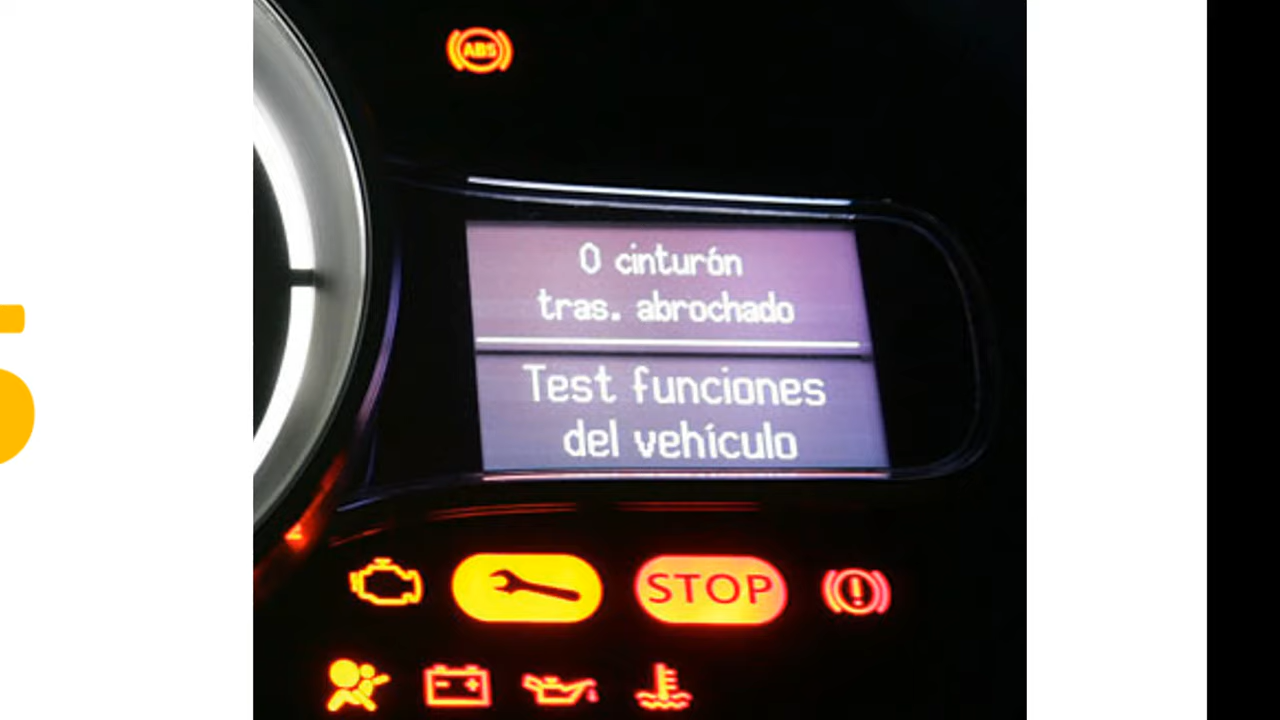 ABS
0 cinturón
tras. abrochado
Test funciones
del vehículo
STOP